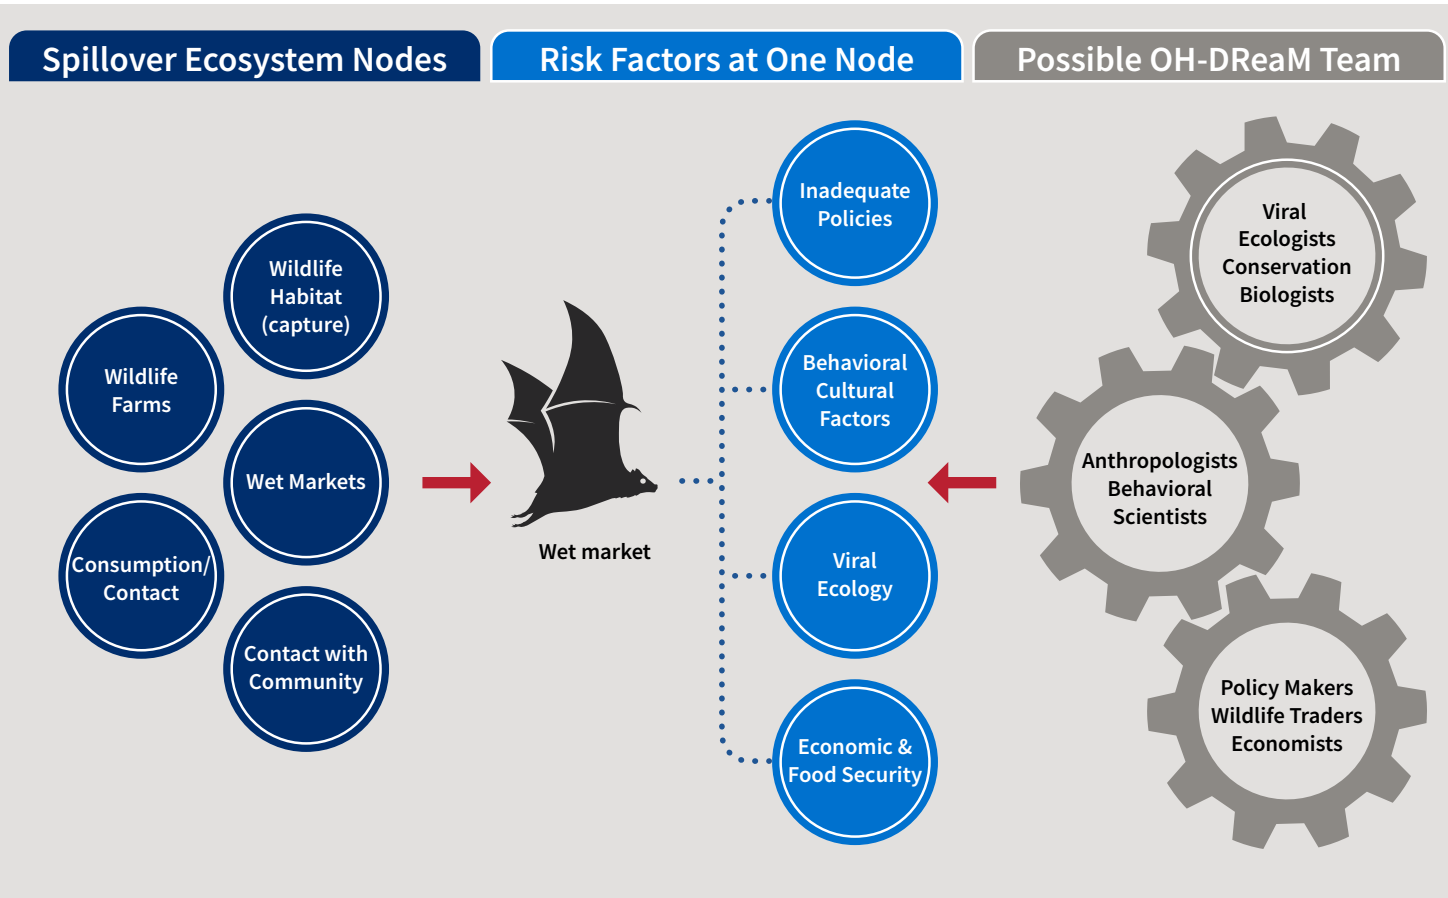 Spillover Ecosystem Nodes
Risk Factors at One Node
Possible OH-DReaM Team
Wildlife
Habitat
(capture)
Wildlife
Farms
Wet Markets
Consumption/
Contact
Contact with
Community
Wet market
Inadequate
Policies
Behavioral
Cultural
Factors
Viral
Ecology
Economic &
Food Security
Viral
Ecologists
Conservation
Biologists
Anthropologists
Behavioral
Scientists
Policy Makers
Wildlife Traders
Economists